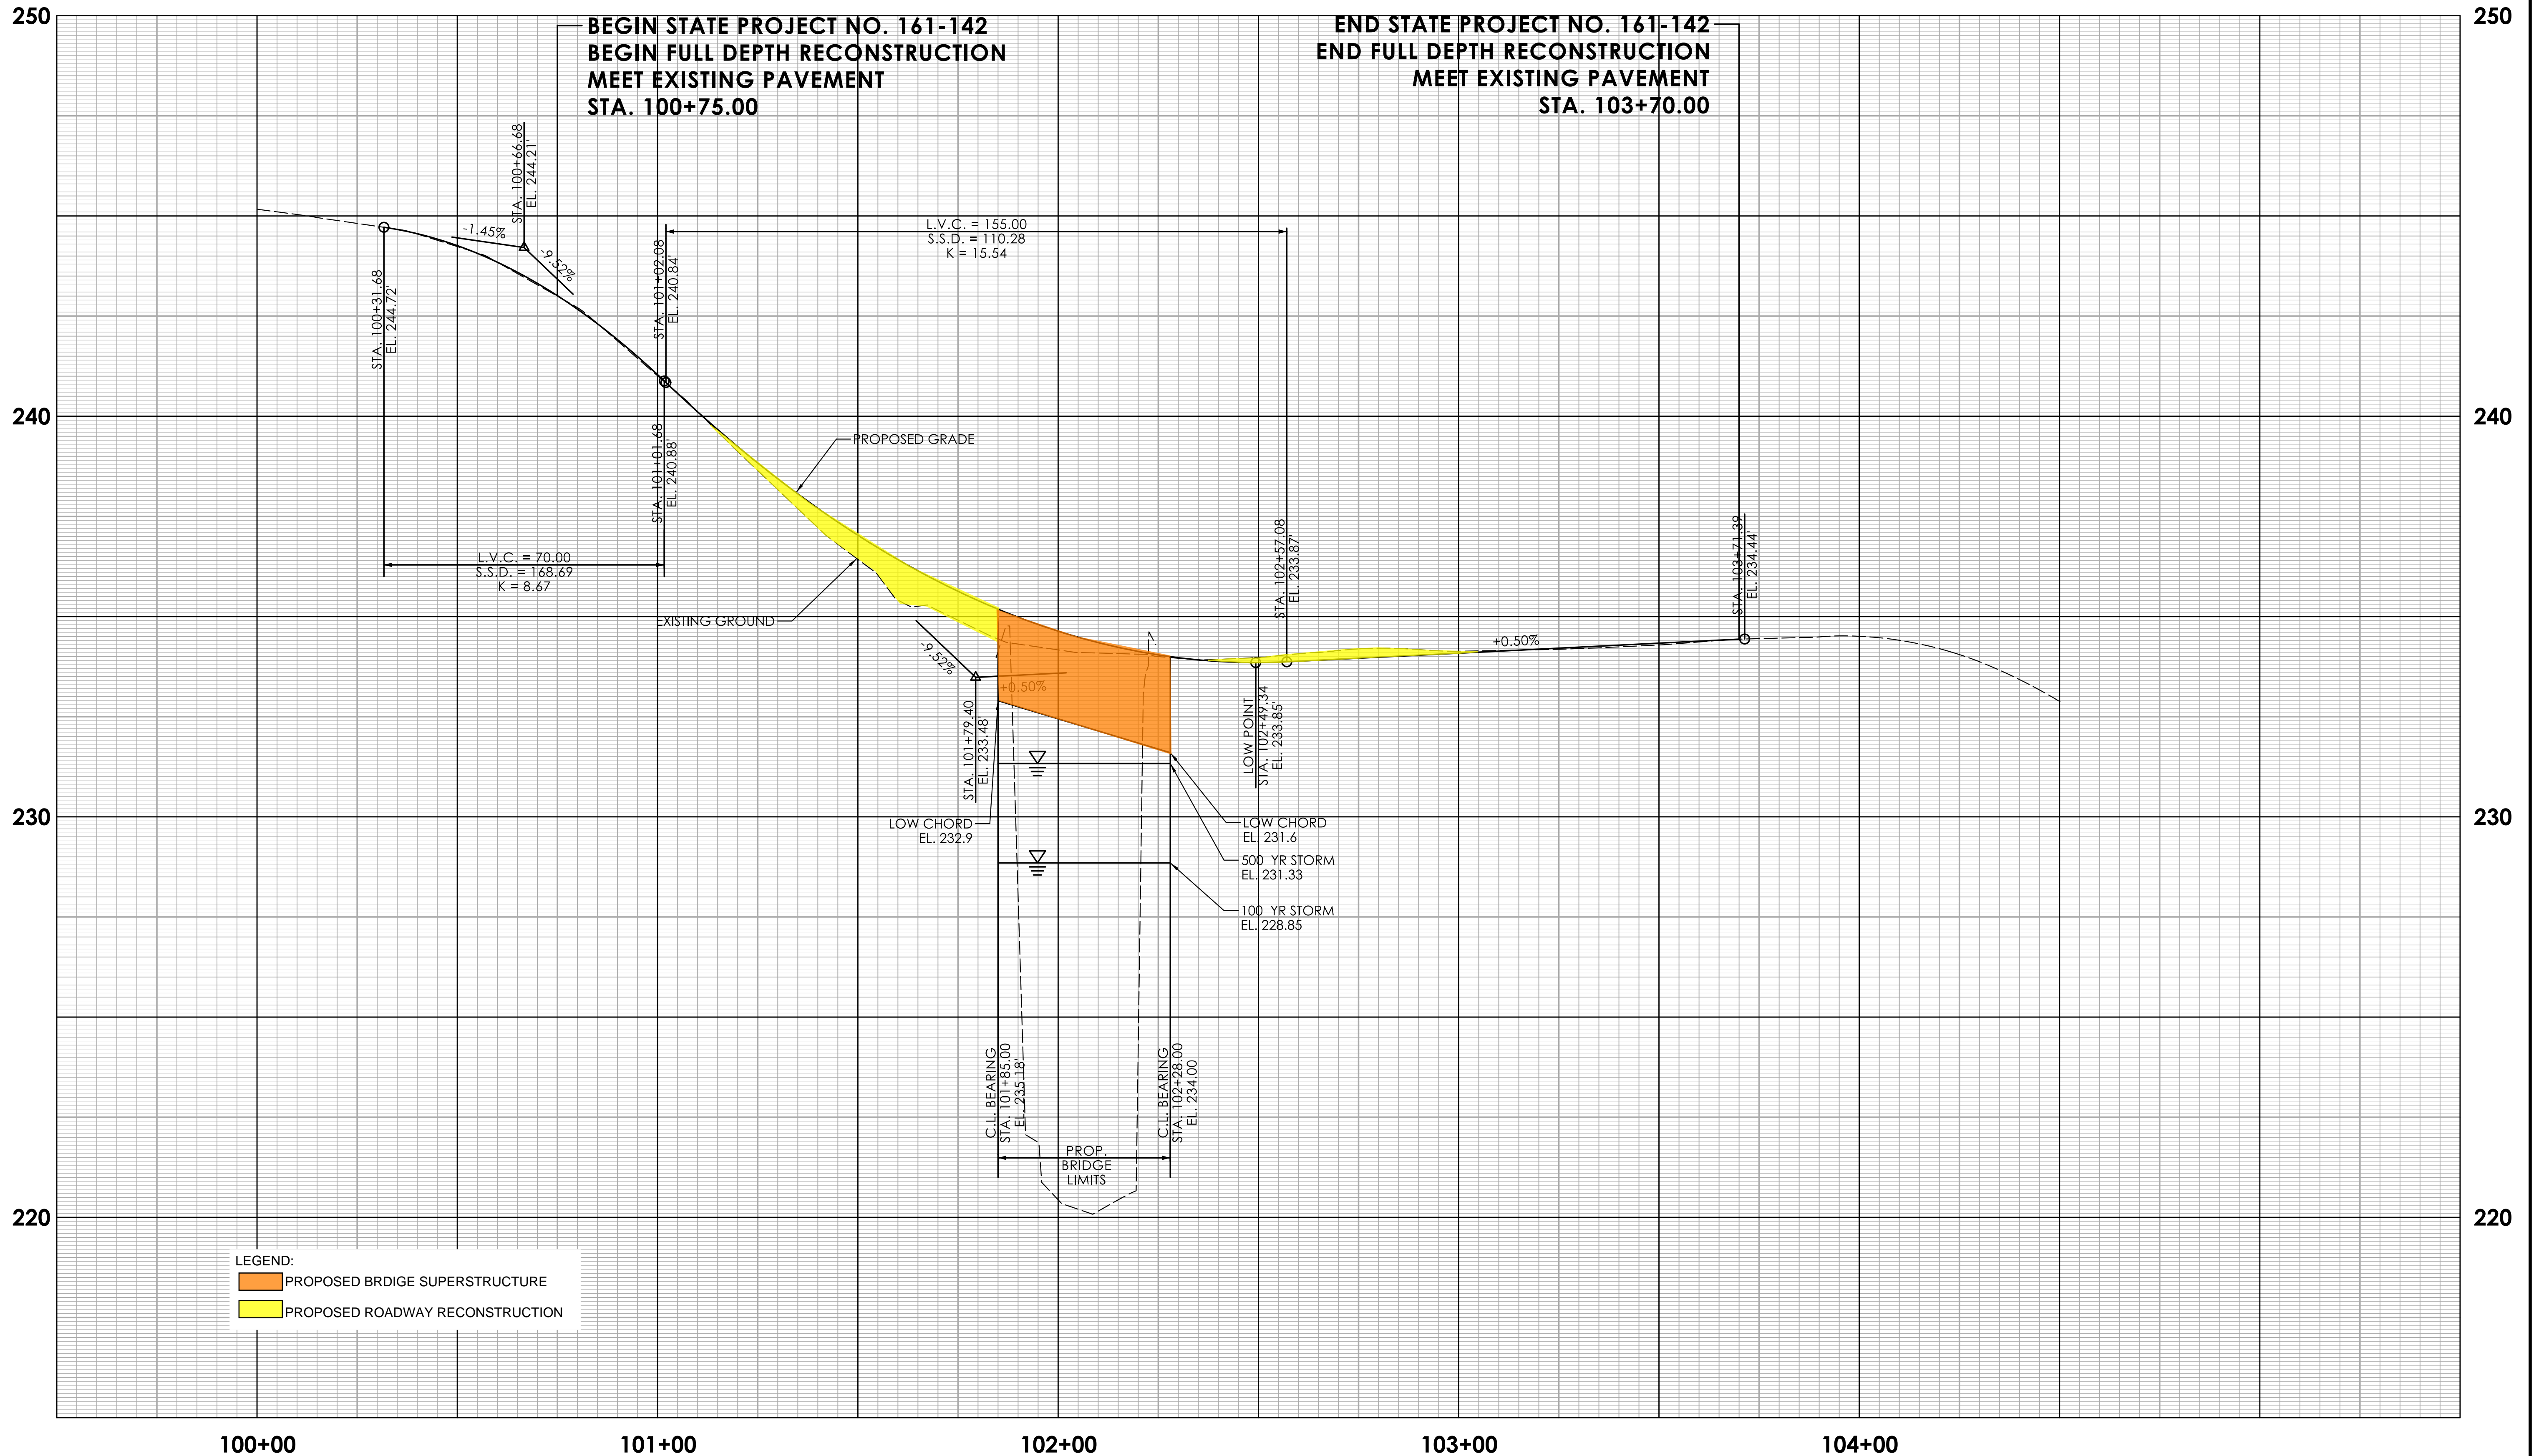 250
250
BEGIN STATE PROJECT NO. 161-142
BEGIN FULL DEPTH RECONSTRUCTION
MEET EXISTING PAVEMENT
STA. 100+75.00
END STATE PROJECT NO. 161-142
END FULL DEPTH RECONSTRUCTION
MEET EXISTING PAVEMENT
STA. 103+70.00
STA. 100+66.68
EL. 244.21'
-1.45%
-9.52%
STA. 100+31.68
EL. 244.72'
STA. 101+02.08
EL. 240.84'
L.V.C. = 155.00
S.S.D. = 110.28
K = 15.54
240
240
STA. 101+01.68
EL. 240.88'
PROPOSED GRADE
L.V.C. = 70.00
S.S.D. = 168.69
K = 8.67
EXISTING GROUND
STA. 102+57.08
EL. 233.87'
STA. 103+71.39
EL. 234.44'
+0.50%
-9.52%
+0.50%
STA. 101+79.40
EL. 233.48'
LOW POINT
STA. 102+49.34
EL. 233.85'
230
230
LOW CHORD
EL. 232.9
LOW CHORD
EL. 231.6
500 YR STORM
EL. 231.33
100 YR STORM
EL. 228.85
C.L. BEARING
STA. 101+85.00
EL. 235.18'
C.L. BEARING
STA. 102+28.00
EL. 234.00
PROP.
BRIDGE
LIMITS
220
220
LEGEND:
PROPOSED BRDIGE SUPERSTRUCTURE
PROPOSED ROADWAY RECONSTRUCTION
100+00
101+00
102+00
103+00
104+00